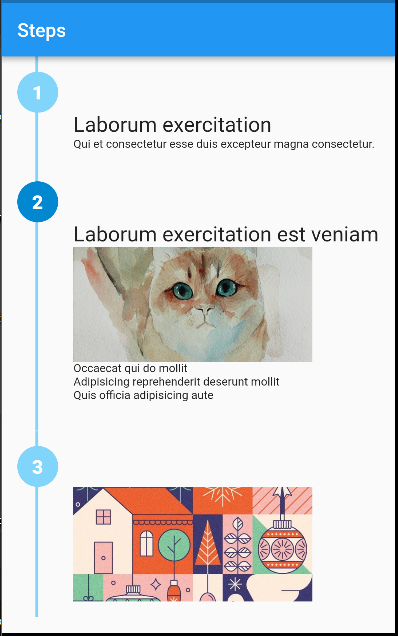 Steps
1
Laborum exercitation
Qui et consectetur esse duis excepteur magna consectetur.
2
Laborum exercitation est veniam
Occaecat qui do mollit
Adipisicing reprehenderit deserunt mollit
Quis officia adipisicing aute
3